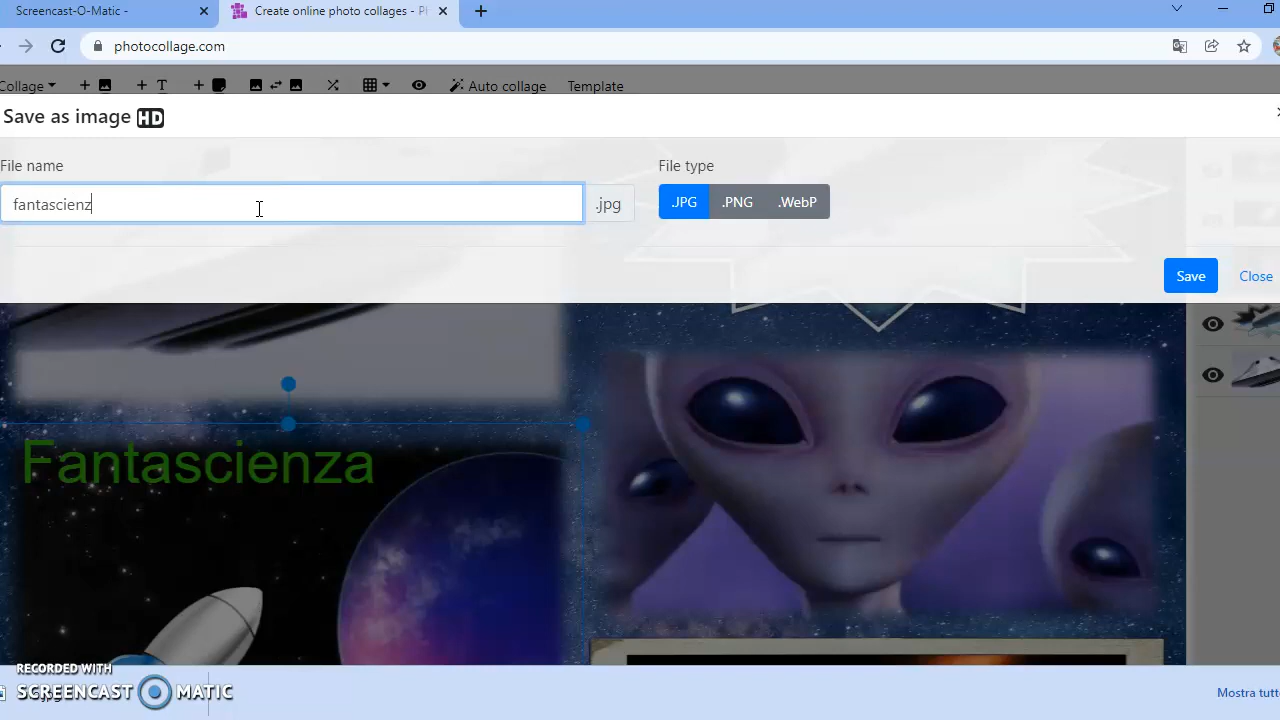 Screencast-O-Matic -
Create online photo collages - Ph
photocollage.com
Collage
T
Auto collage
Template
Save as image HD
File name
File type
fantascienz
.jpg
.JPG
.PNG
.WebP
Save
Close
Fantascienza
RECORDED WITH
SCREENCAST MATIC
Mostra tutt